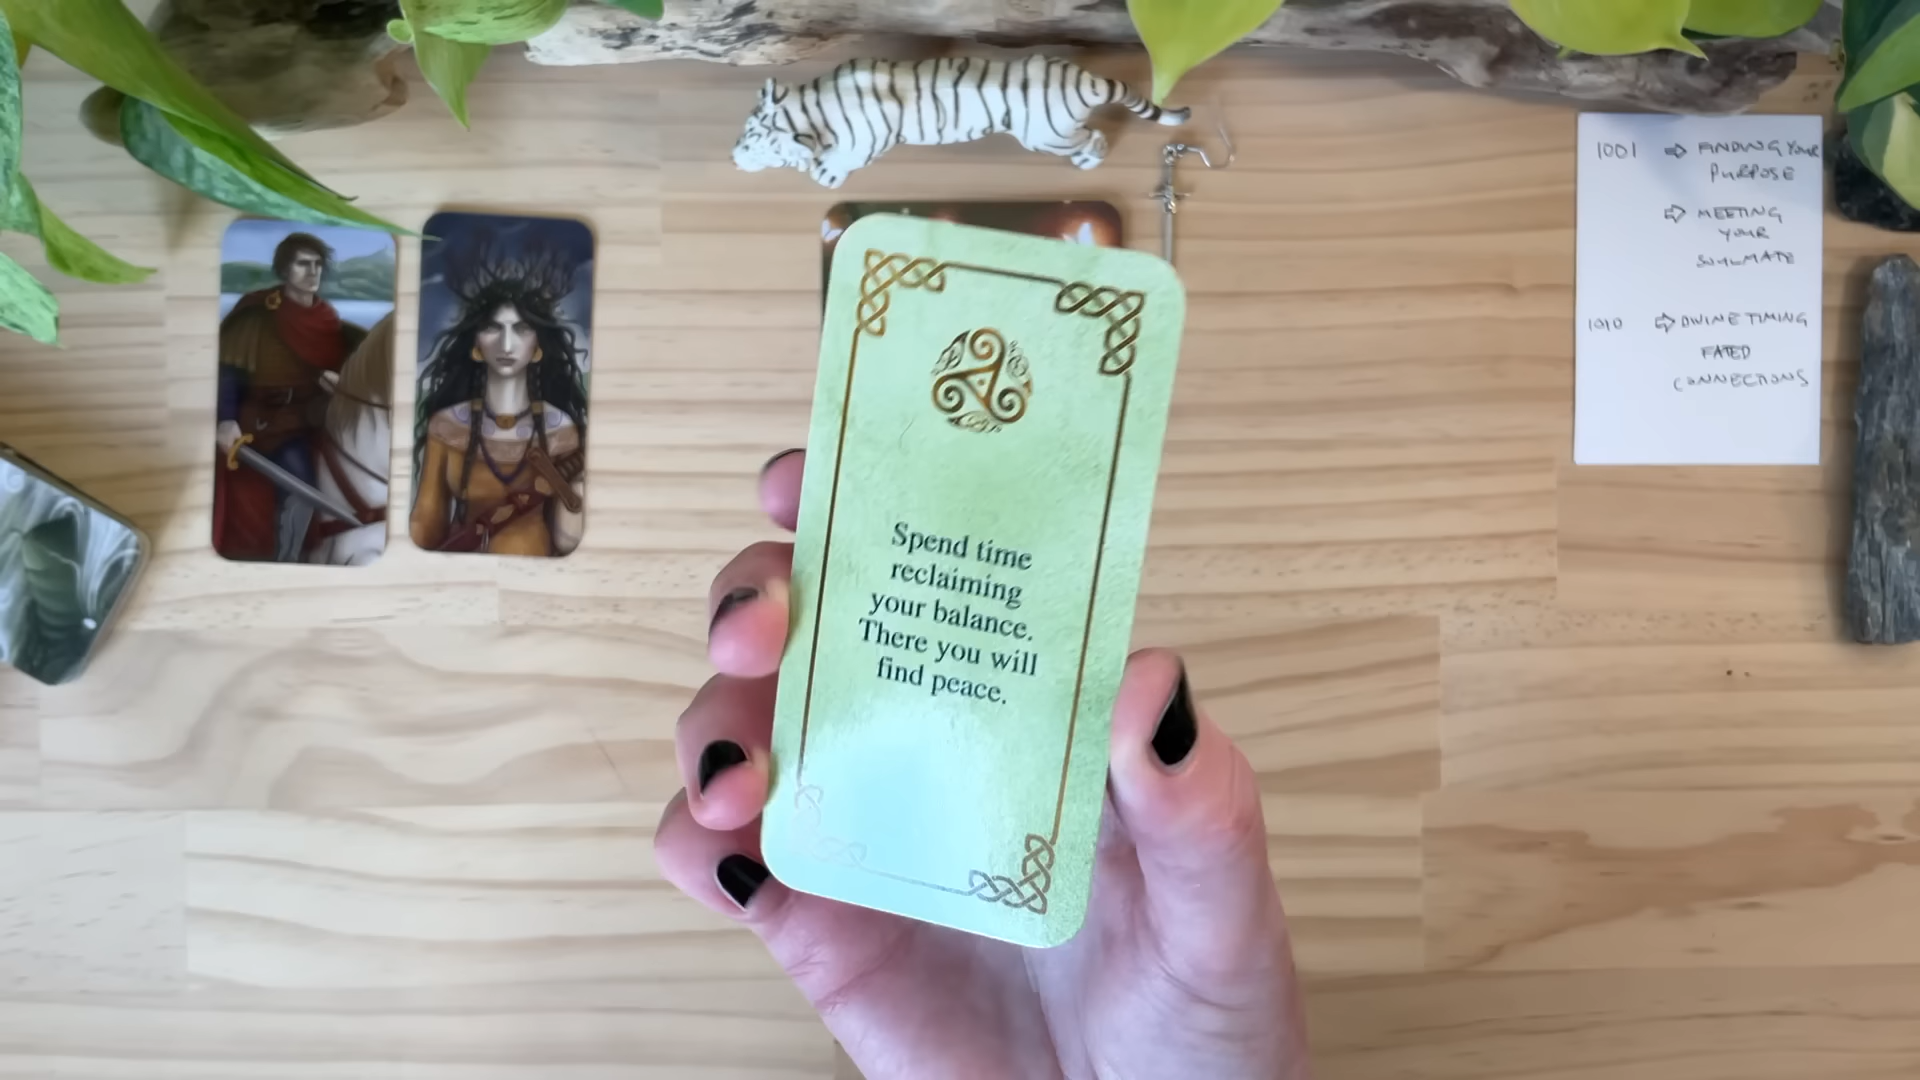 Spend time
reclaiming
your balance.
There you will
find peace.
1001 ⇨ FINDING YOUR
PURPOSE
⇨ MEETING
YOUR
SOULMATE
1010 ⇨ DIVINE TIMING
FATED
CONNECTIONS